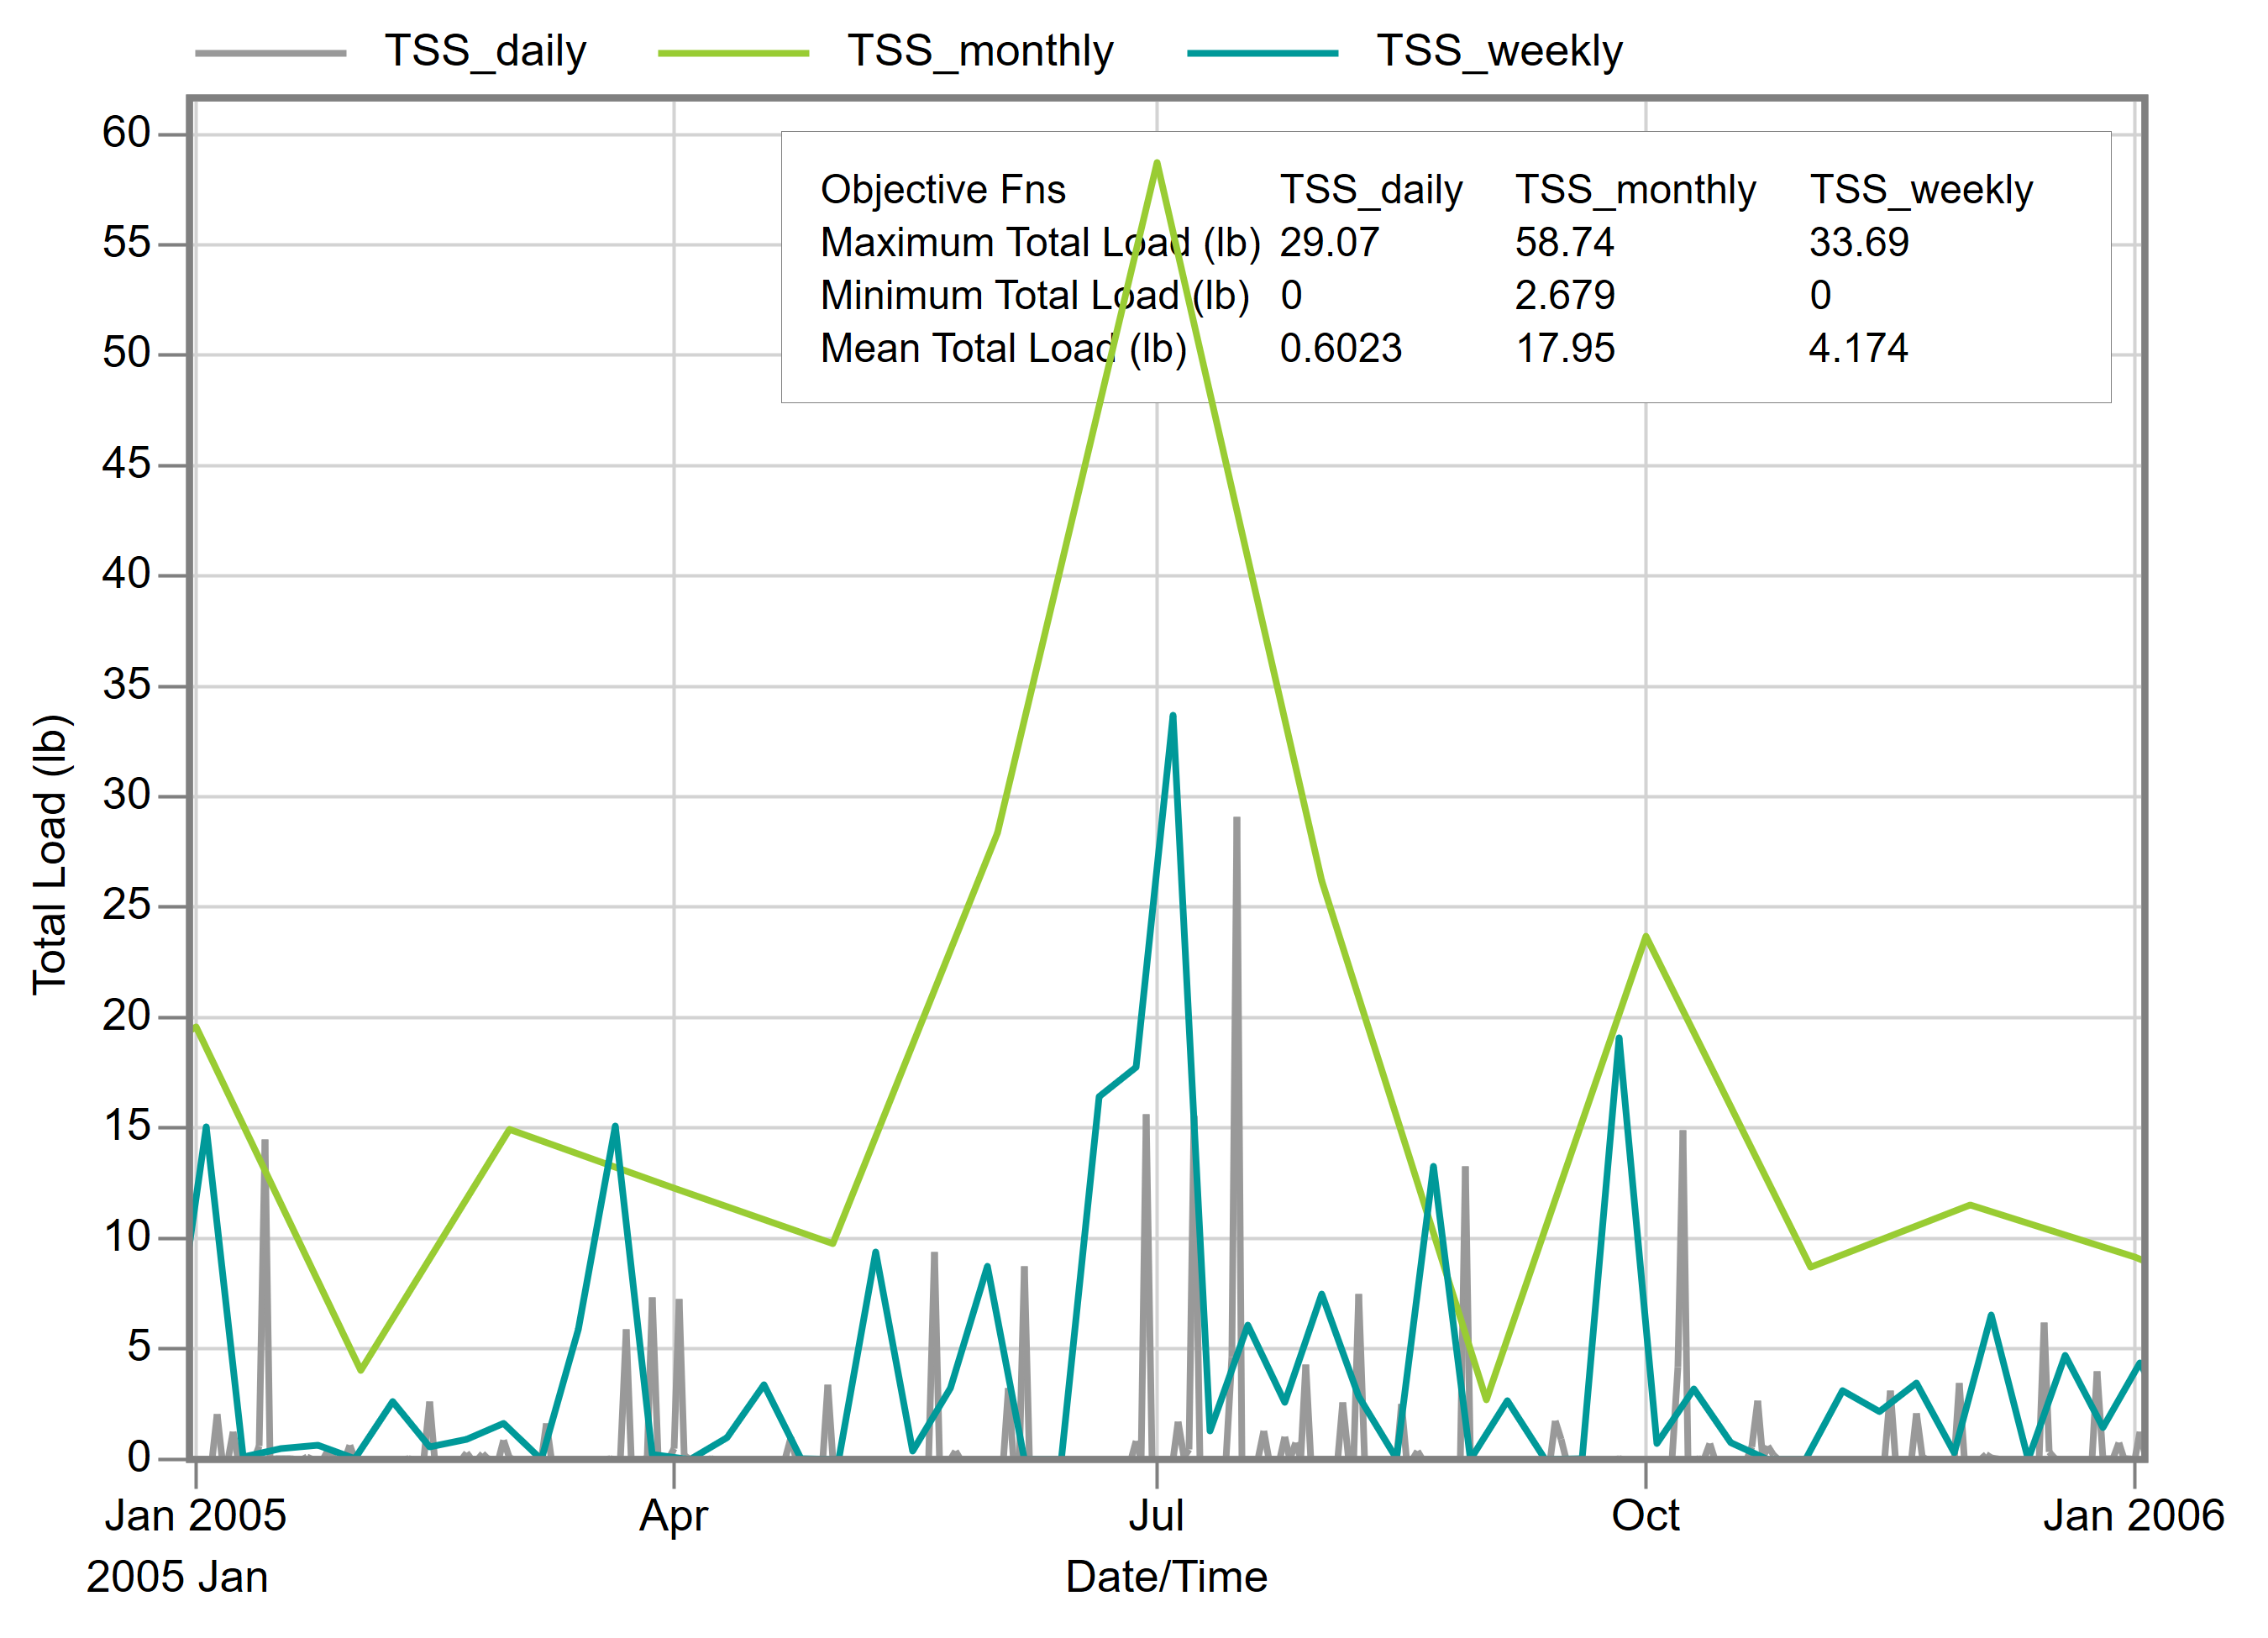 TSS_daily TSS_monthly TSS_weekly
60
55
50
45
40
35
30
25
20
15
10
5
0
Total Load (lb)
Objective Fns TSS_daily TSS_monthly TSS_weekly
Maximum Total Load (lb) 29.07 58.74 33.69
Minimum Total Load (lb) 0 2.679 0
Mean Total Load (lb) 0.6023 17.95 4.174
Jan 2005 Apr Jul Oct Jan 2006
2005 Jan Date/Time